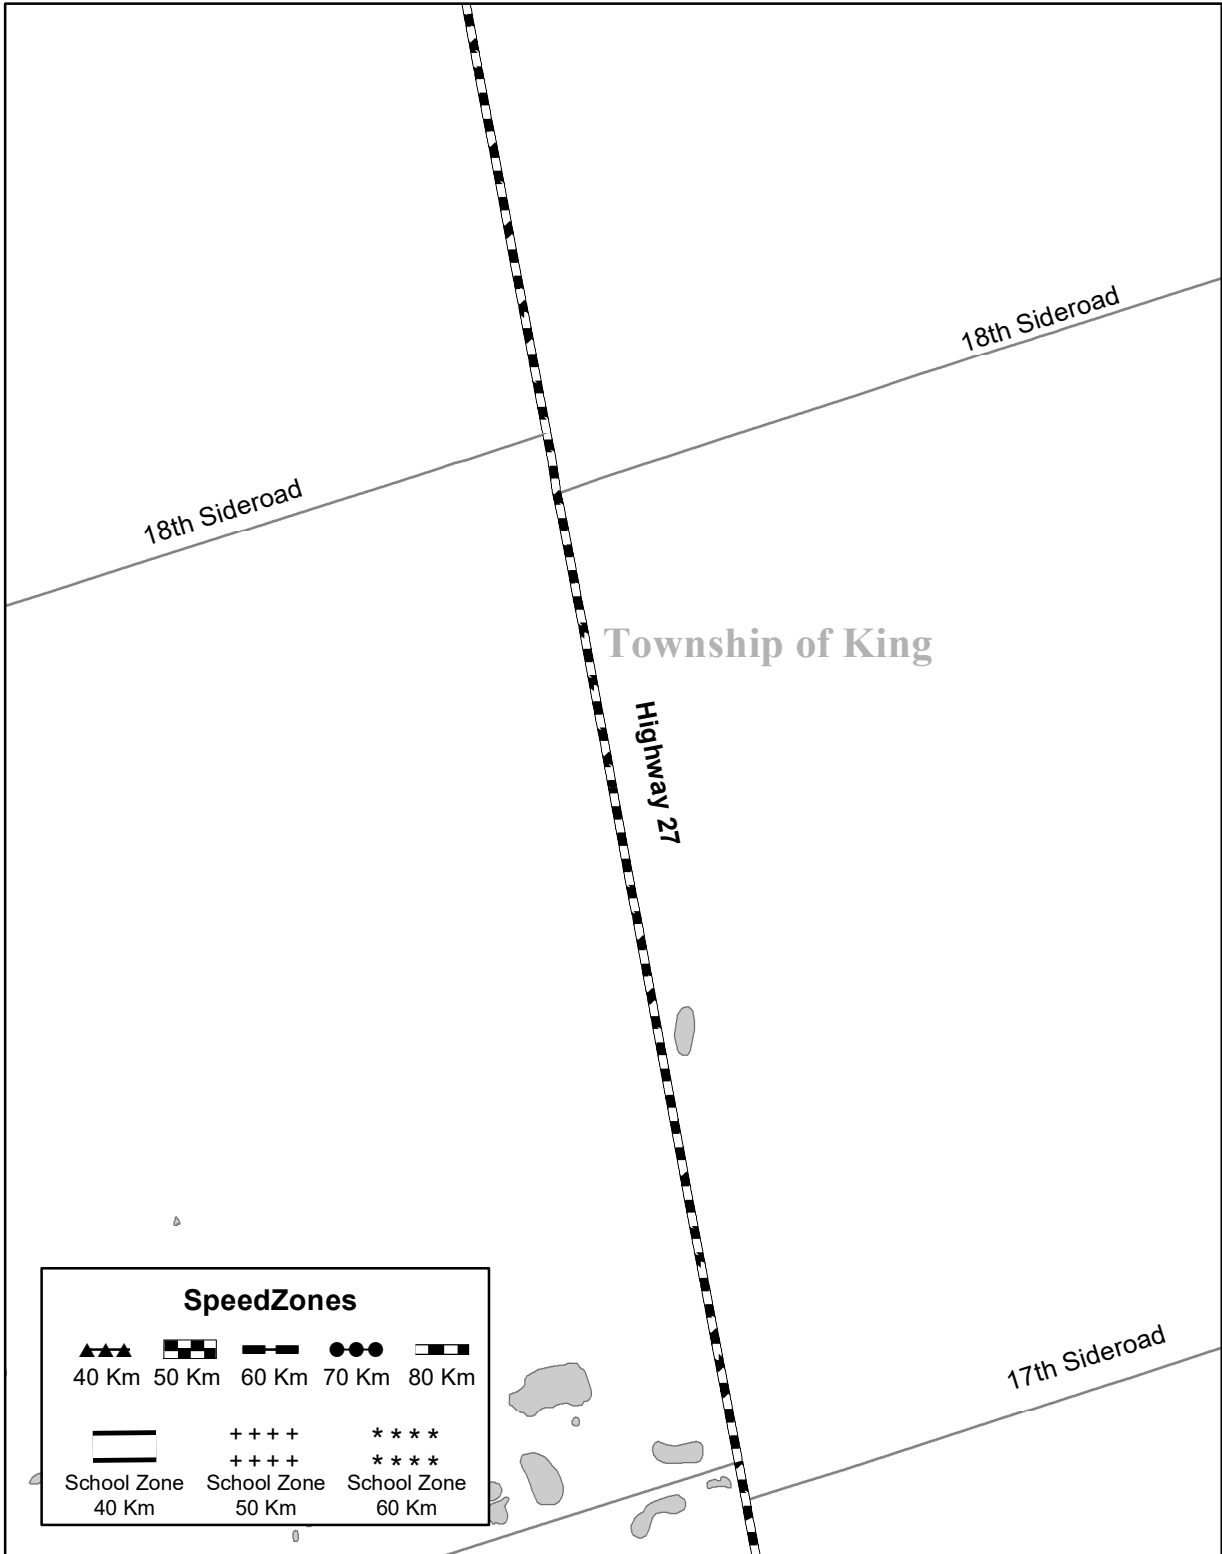 18th Sideroad
18th Sideroad
Township of King
Highway 27
SpeedZones
40 Km 50 Km 60 Km 70 Km 80 Km
School Zone 40 Km
School Zone 50 Km
School Zone 60 Km
17th Sideroad